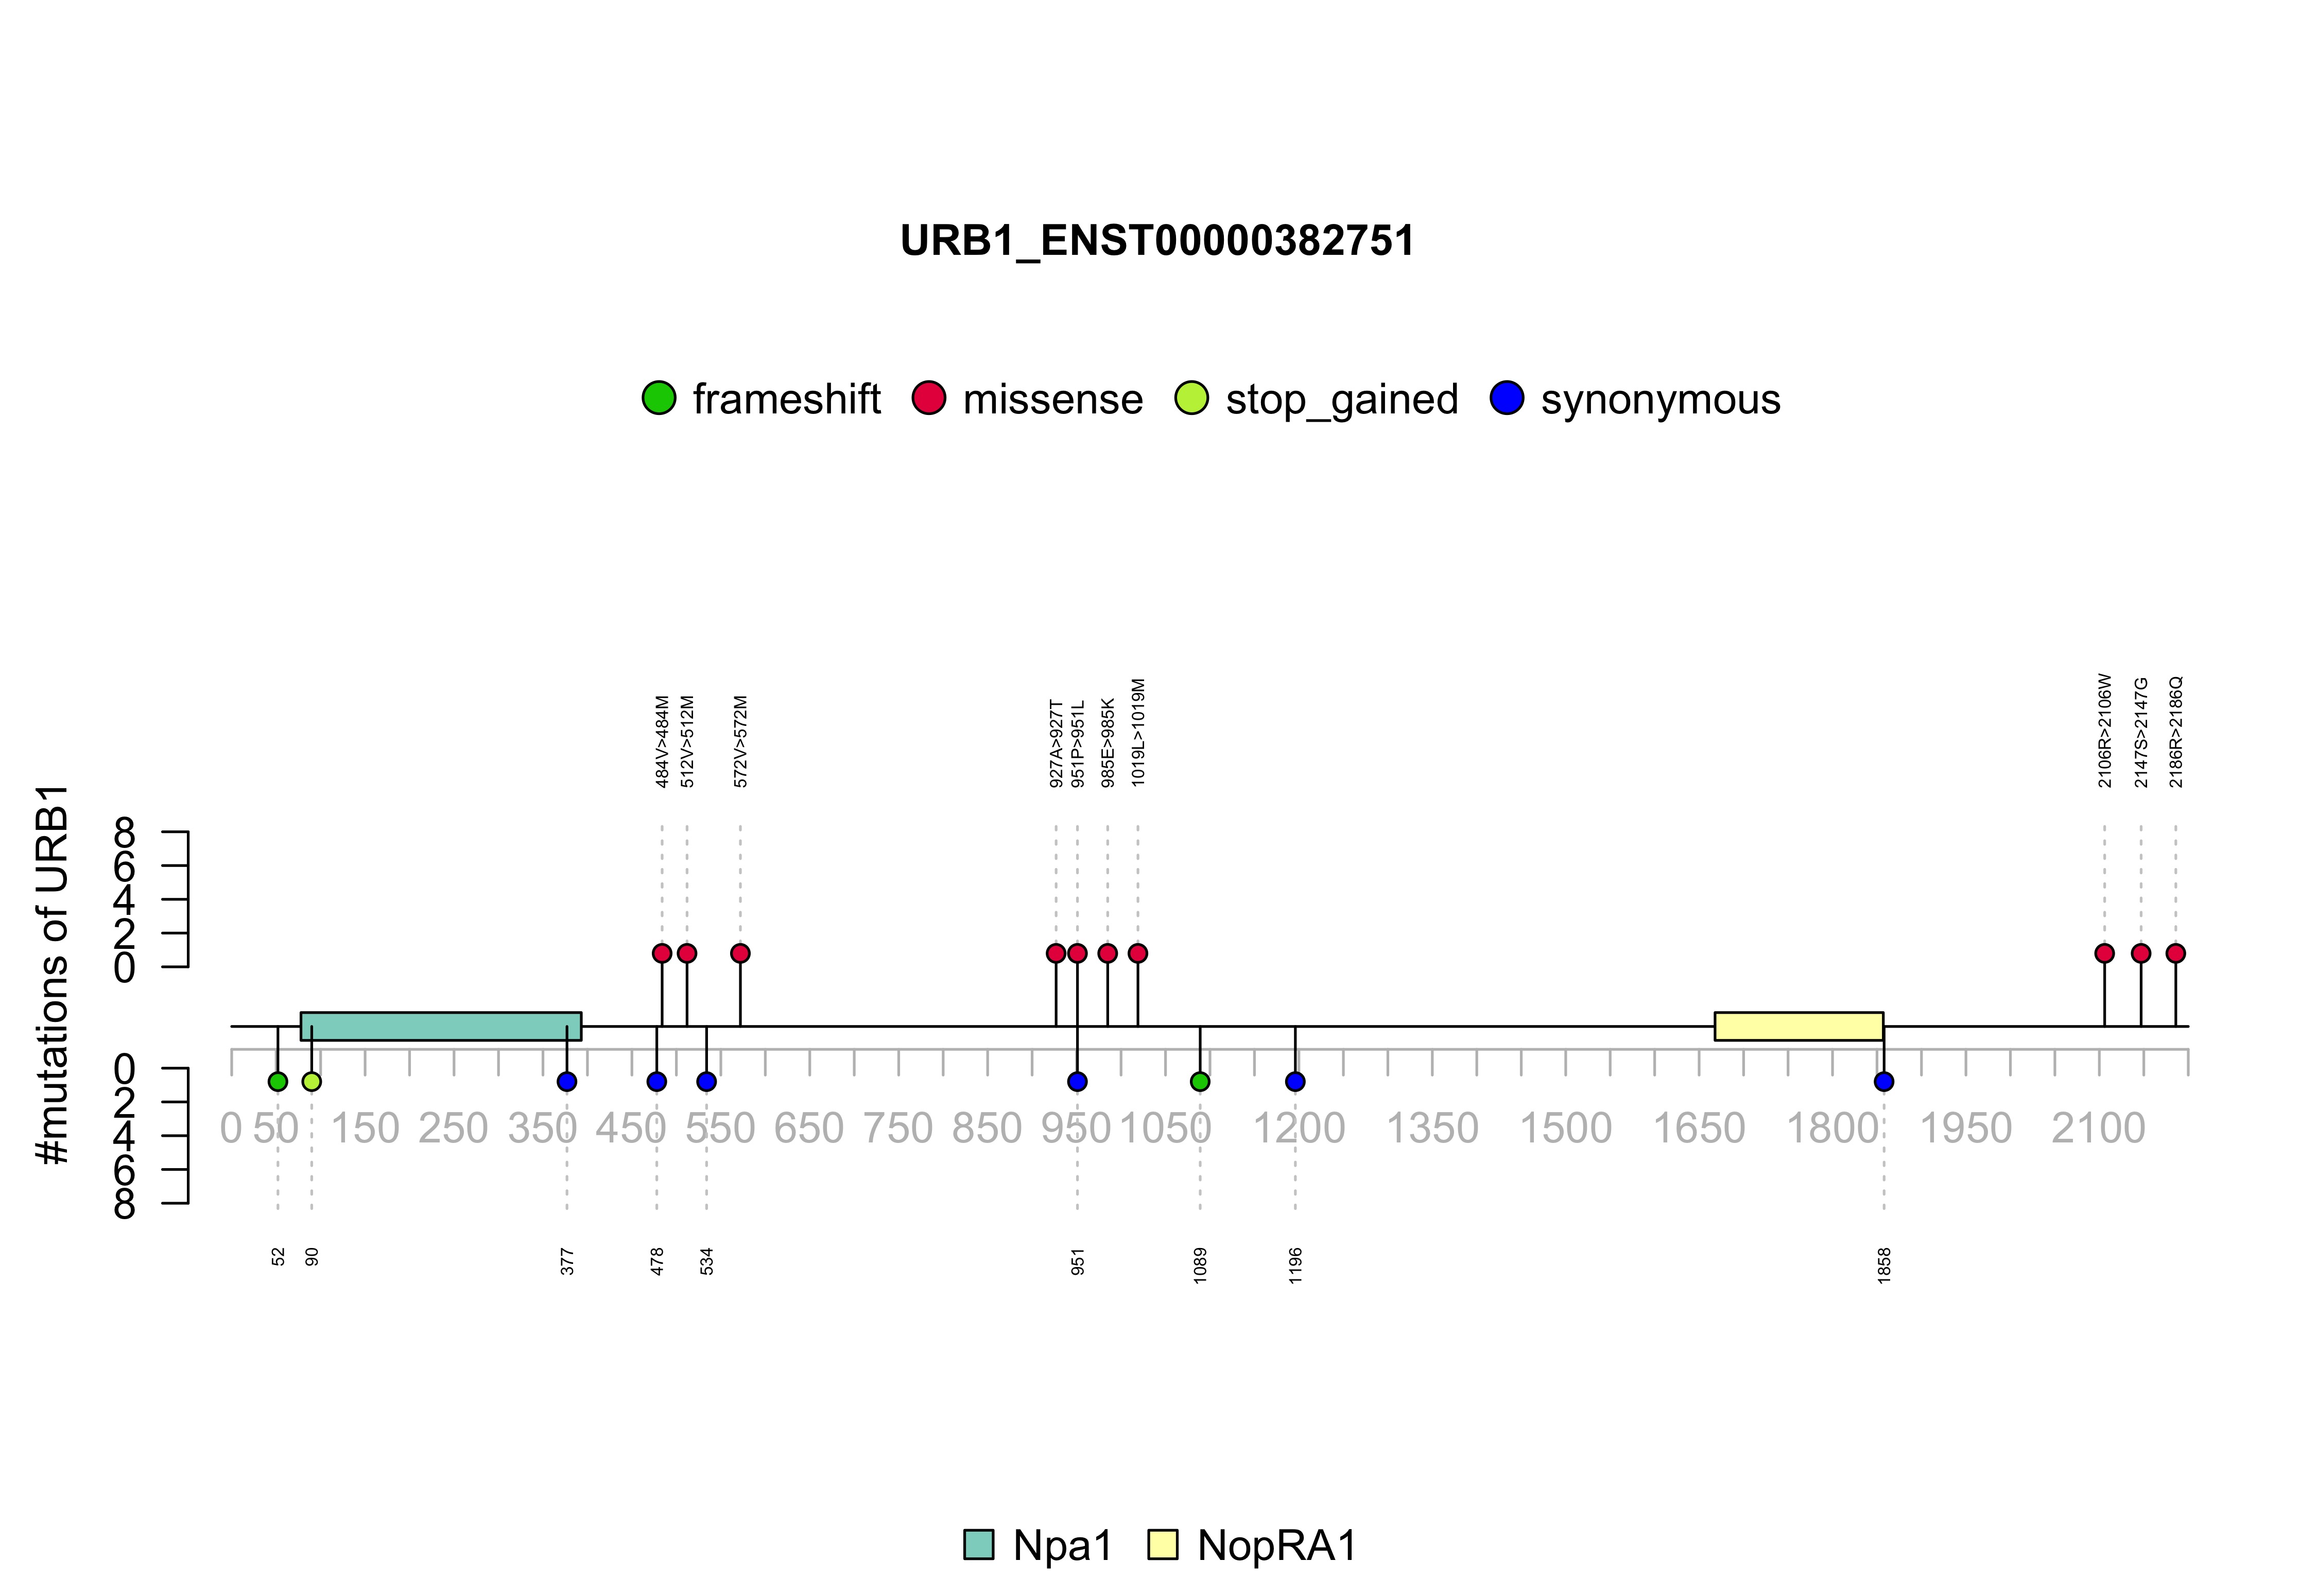 URB1_ENST00000382751
frameshift missense stop_gained synonymous
484V>484M
512V>512M
572V>572M
927A>927T
951P>951L
985E>985K
1019L>1019M
2106R>2106W
2147S>2147G
2186R>2186Q
#mutations of URB1
8
6
4
2
0
0
2
4
6
8
0 50 150 250 350 450 550 650 750 850 950 1050 1200 1350 1500 1650 1800 1950 2100
52
90
377
478
534
951
1089
1196
1858
Npa1 NopRA1